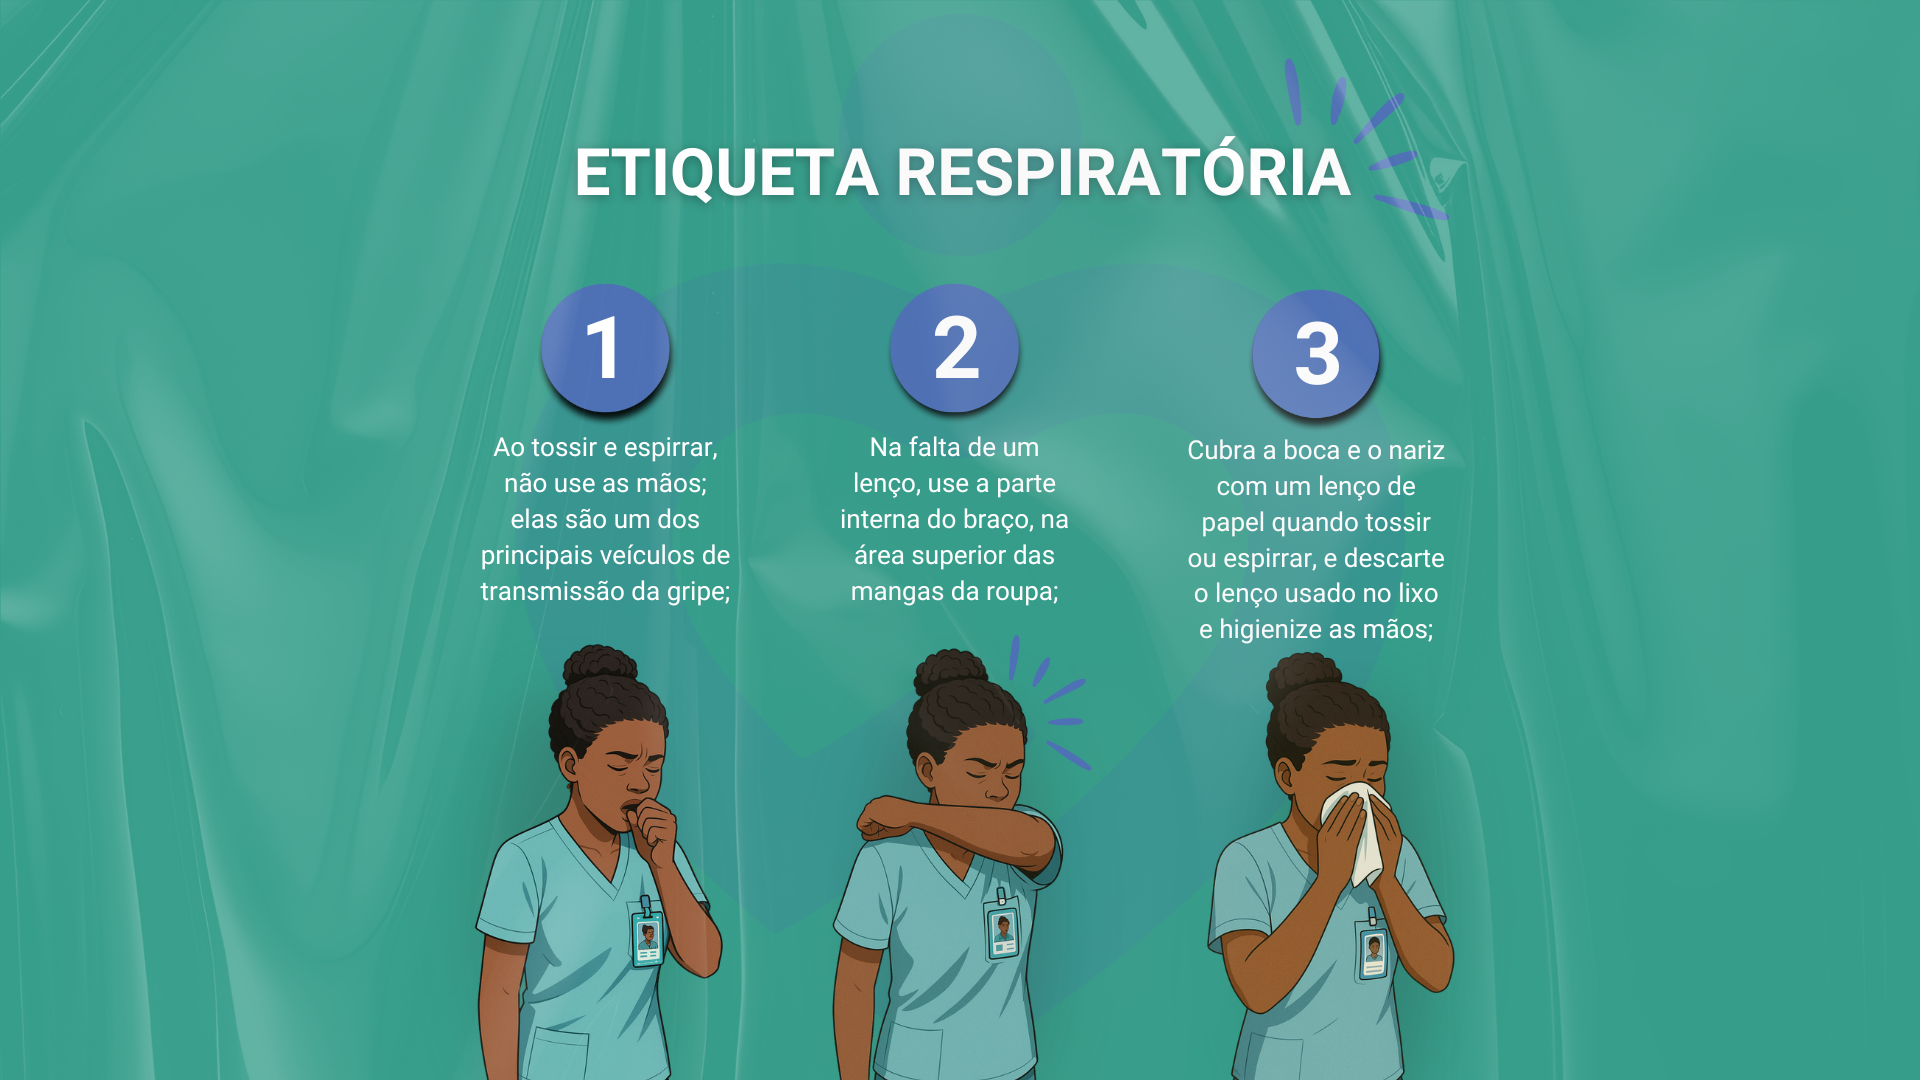 ETIQUETA RESPIRATÓRIA
1
Ao tossir e espirrar,
não use as mãos;
elas são um dos
principais veículos de
transmissão da gripe;
2
Na falta de um
lenço, use a parte
interna do braço, na
área superior das
mangas da roupa;
3
Cubra a boca e o nariz
com um lenço de
papel quando tossir
ou espirrar, e descarte
o lenço usado no lixo
e higienize as mãos;